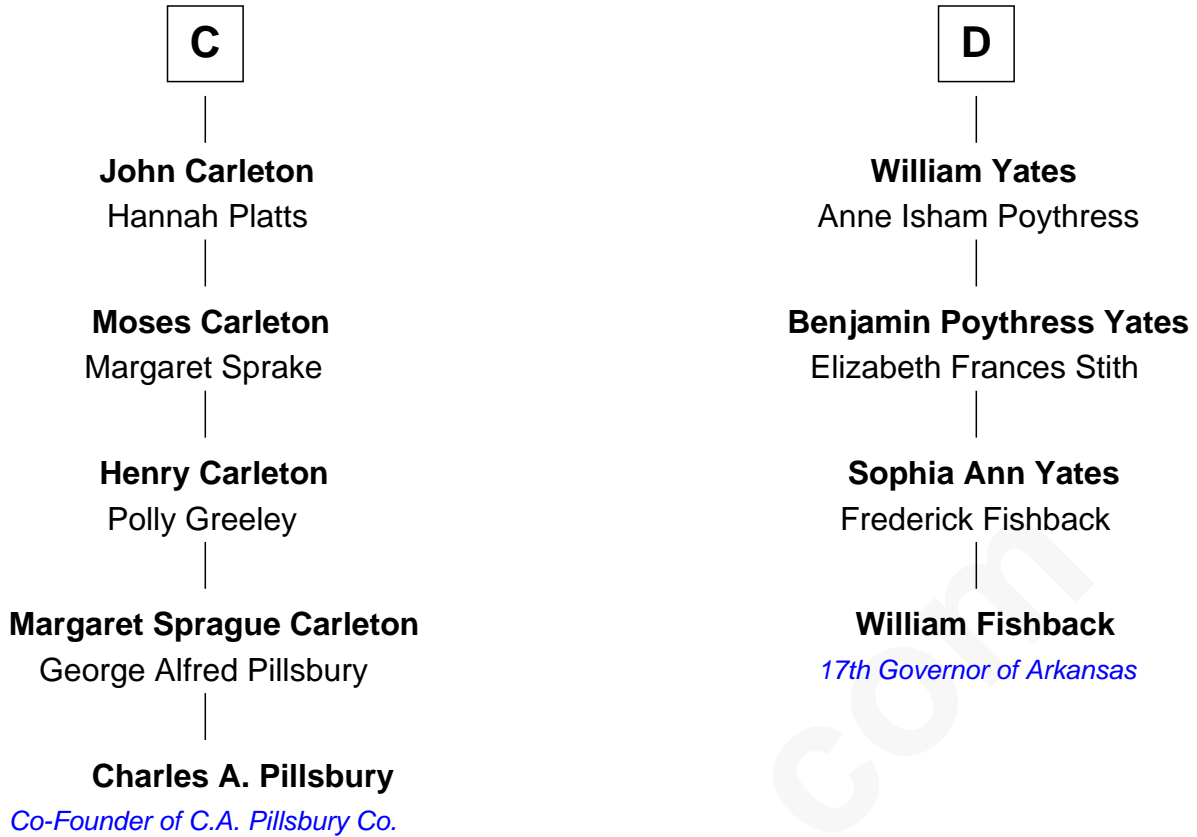 C
John Carleton
Hannah Platts
Moses Carleton
Margaret Sprake
Henry Carleton
Polly Greeley
Margaret Sprague Carleton
George Alfred Pillsbury
Charles A. Pillsbury
Co-Founder of C.A. Pillsbury Co.
D
William Yates
Anne Isham Poythress
Benjamin Poythress Yates
Elizabeth Frances Stith
Sophia Ann Yates
Frederick Fishback
William Fishback
17th Governor of Arkansas
com